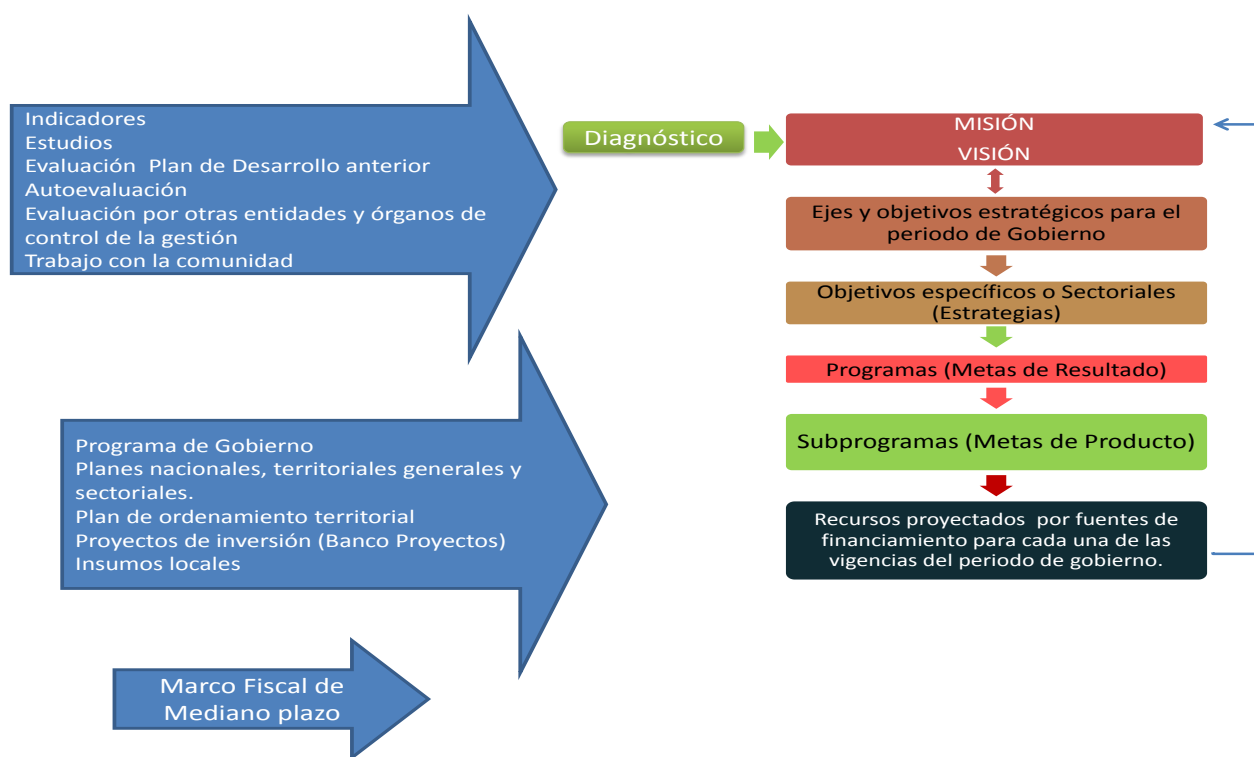 Indicadores
Estudios
Evaluación Plan de Desarrollo anterior
Autoevaluación
Evaluación por otras entidades y órganos de
control de la gestión
Trabajo con la comunidad
Programa de Gobierno
Planes nacionales, territoriales generales y
sectoriales.
Plan de ordenamiento territorial
Proyectos de inversión (Banco Proyectos)
Insumos locales
Marco Fiscal de
Mediano plazo
Diagnóstico
MISIÓN
VISIÓN
Ejes y objetivos estratégicos para el
periodo de Gobierno
Objetivos específicos o Sectoriales
(Estrategias)
Programas (Metas de Resultado)
Subprogramas (Metas de Producto)
Recursos proyectados por fuentes de
financiamiento para cada una de las
vigencias del periodo de gobierno.